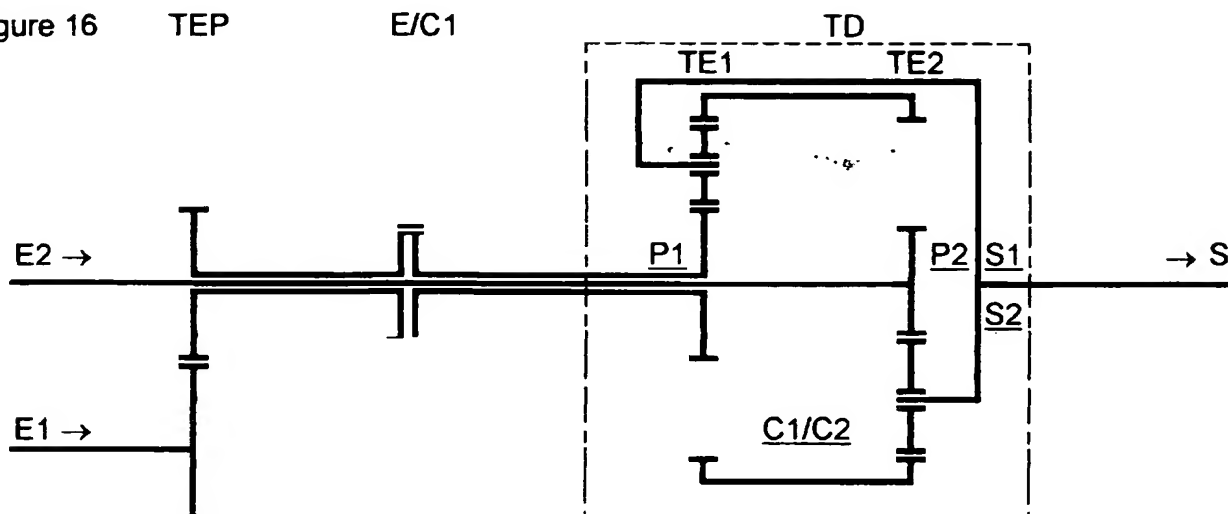 gure 16 TEP E/C1 TD
TE1 TE2
E2 → P1 P2 S1 → S
S2
E1 → C1/C2